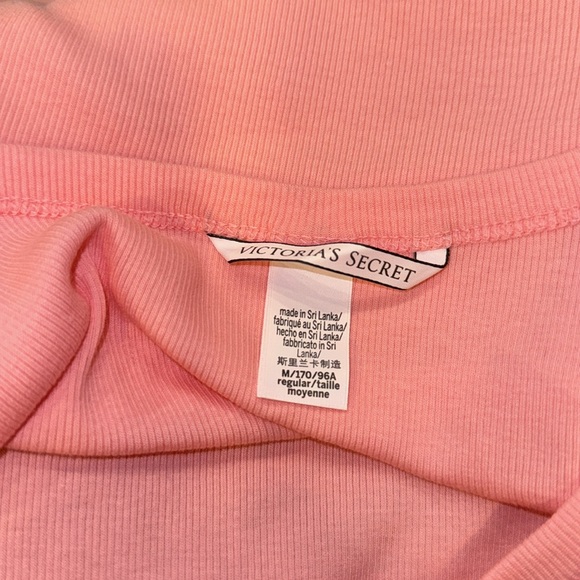 VICTORIA'S SECRET
made in Sri Lanka/
fabriqué au Sri Lanka/
hecho en Sri Lanka/
fabbricato in Sri
Lanka/
斯里兰卡制造
M/170/96A
regular/taille
moyenne